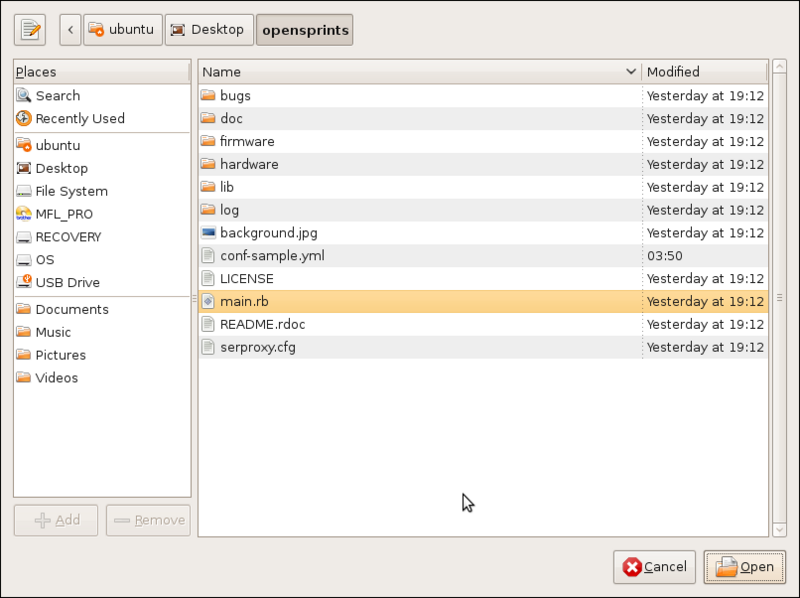 ubuntu Desktop opensprints
Places
Search
Recently Used
ubuntu
Desktop
File System
MFL_PRO
RECOVERY
OS
USB Drive
Documents
Music
Pictures
Videos
Add Remove
Name Modified
bugs Yesterday at 19:12
doc Yesterday at 19:12
firmware Yesterday at 19:12
hardware Yesterday at 19:12
lib Yesterday at 19:12
log Yesterday at 19:12
background.jpg Yesterday at 19:12
conf-sample.yml 03:50
LICENSE Yesterday at 19:12
main.rb Yesterday at 19:12
README.rdoc Yesterday at 19:12
serproxy.cfg Yesterday at 19:12
Cancel Open